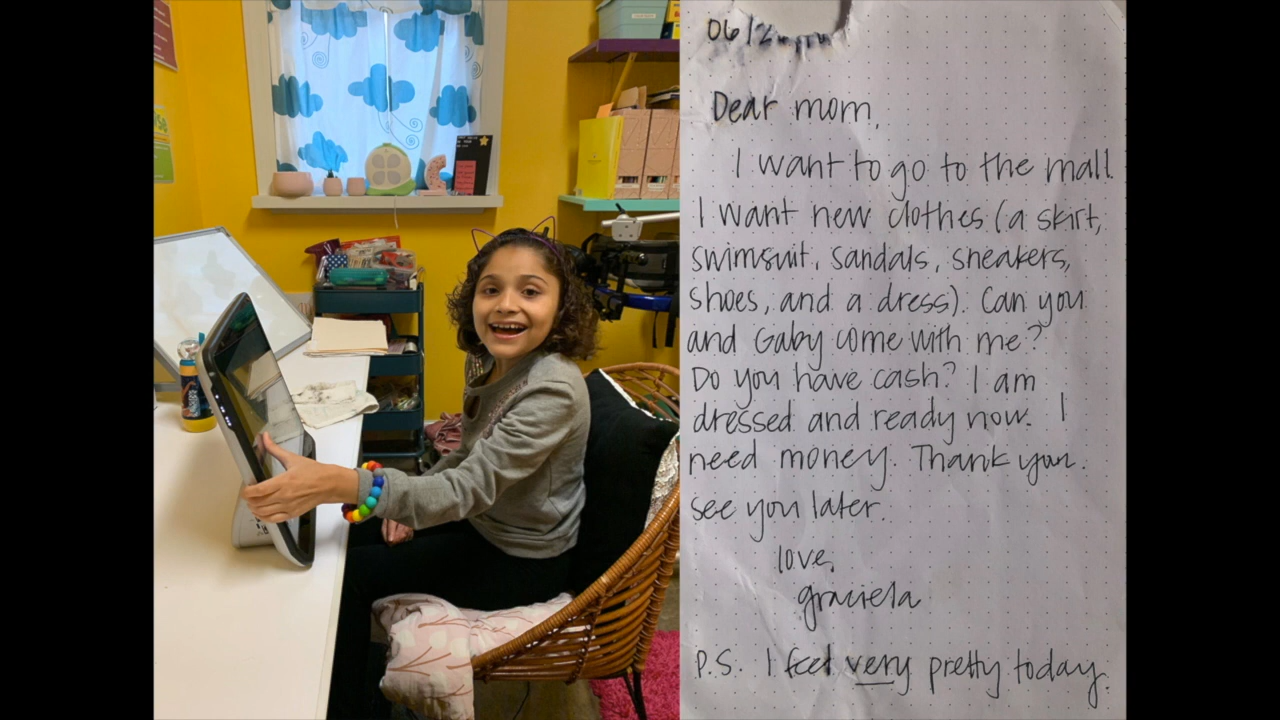 06/2
Dear mom,
I want to go to the mall.
I want new clothes (a skirt,
swimsuit, sandals, sneakers,
shoes, and a dress). Can you
and Gaby come with me?
Do you have cash? I am
dressed and ready now. I
need money. Thank you.
see you later.
love,
graciela
P.S. I feel very pretty today.